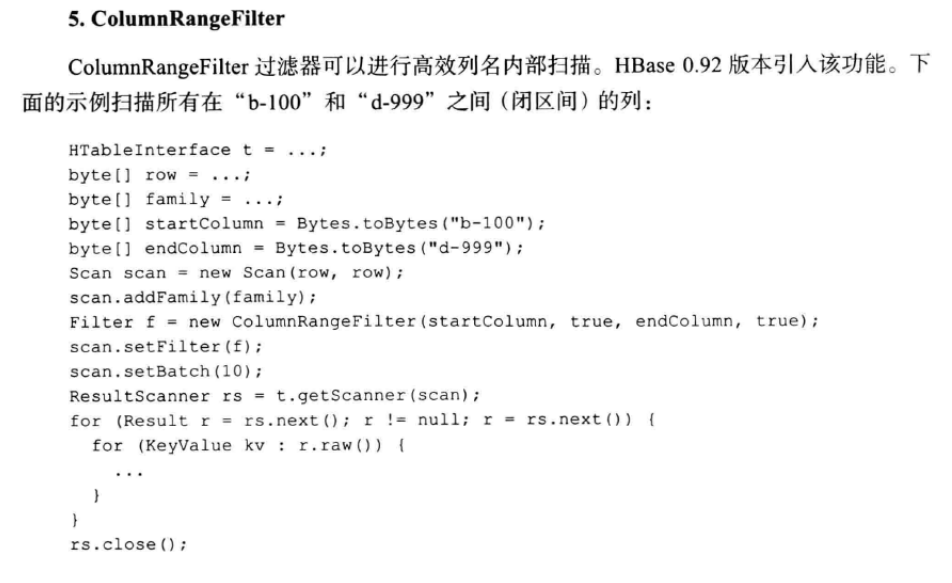 5. ColumnRangeFilter
ColumnRangeFilter 过滤器可以进行高效列名内部扫描。HBase 0.92 版本引入该功能。下
面的示例扫描所有在“b-100”和“d-999”之间（闭区间）的列：
HTableInterface t = ...;
byte[] row = ...;
byte[] family = ...;
byte[] startColumn = Bytes.toBytes("b-100");
byte[] endColumn = Bytes.toBytes("d-999");
Scan scan = new Scan(row, row);
scan.addFamily(family);
Filter f = new ColumnRangeFilter(startColumn, true, endColumn, true);
scan.setFilter(f);
scan.setBatch(10);
ResultScanner rs = t.getScanner(scan);
for (Result r = rs.next(); r != null; r = rs.next()) {
  for (KeyValue kv : r.raw()) {
    ...
  }
}
rs.close();